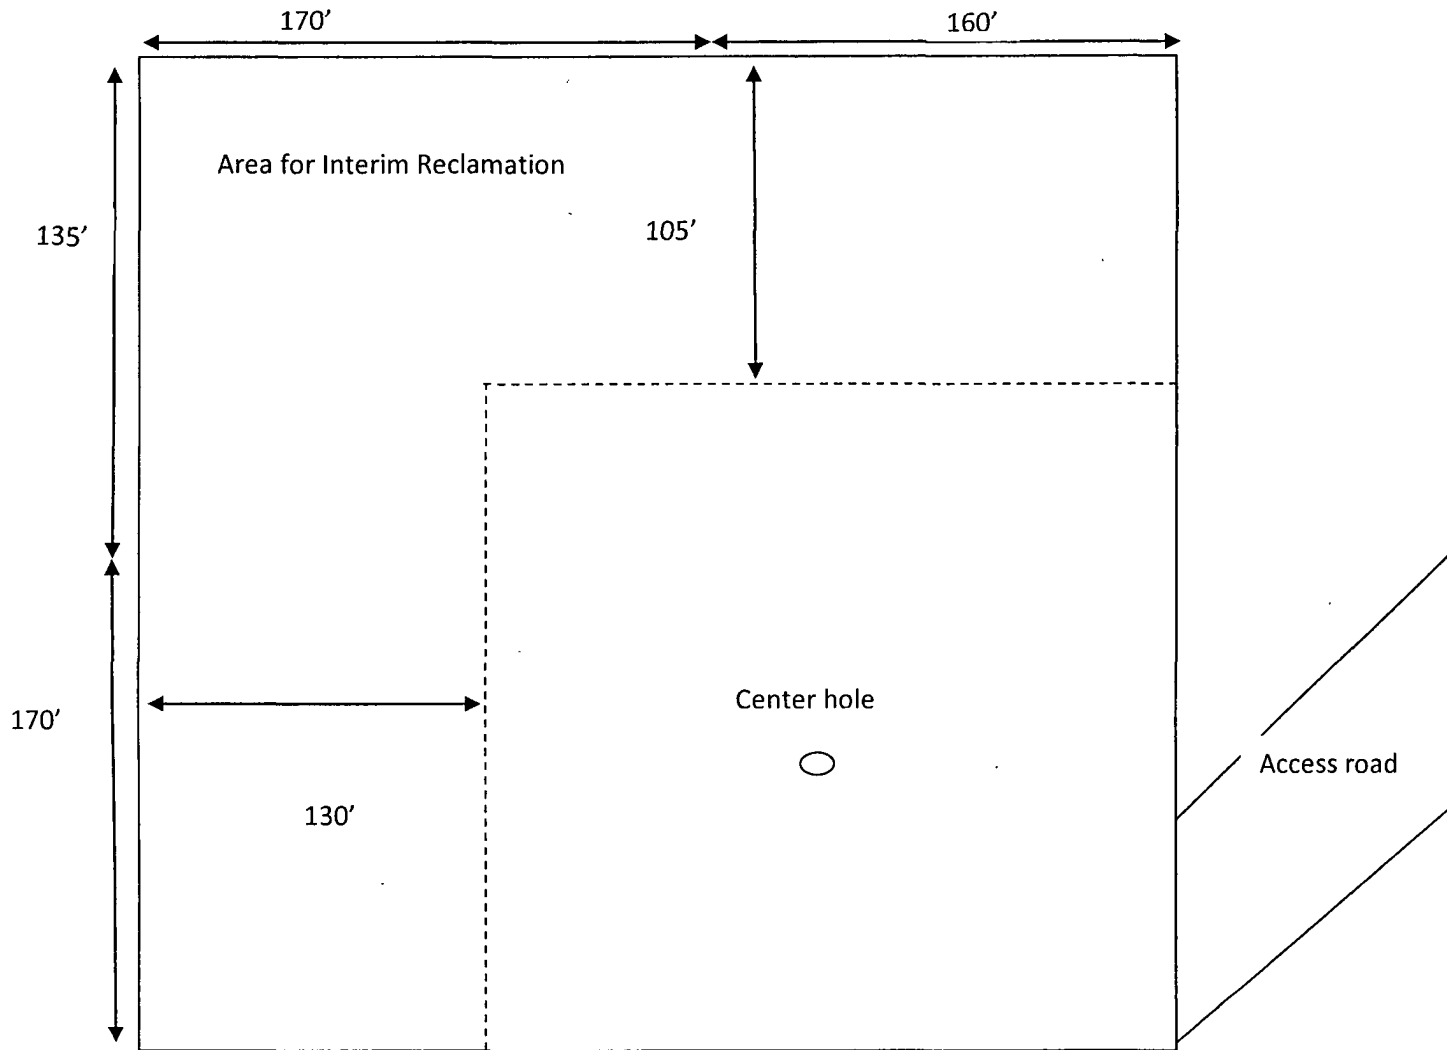 170’
160’
Area for Interim Reclamation
135’
105’
Center hole
170’
Access road
130’